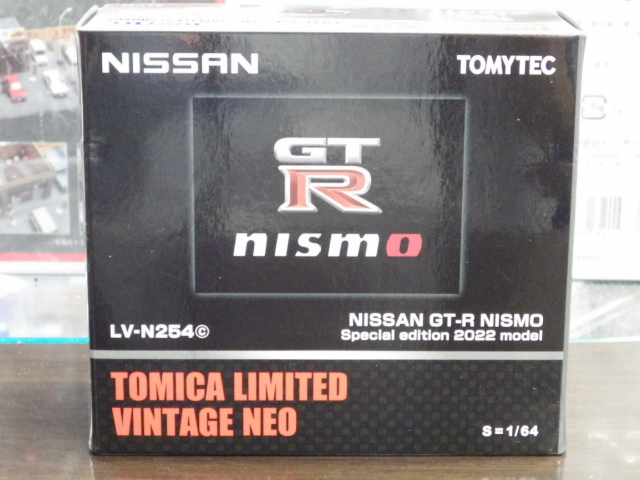 NISSAN
TOMYTEC
GT
R
nismo
LV-N254©
NISSAN GT-R NISMO
Special edition 2022 model
TOMICA LIMITED
VINTAGE NEO
S=1/64